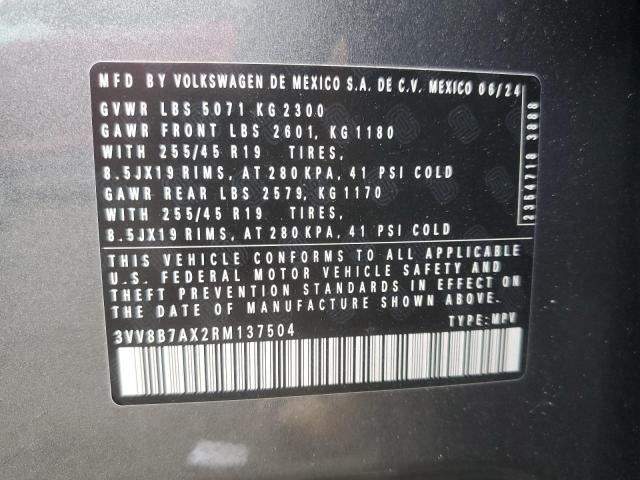 MFD BY VOLKSWAGEN DE MEXICO S.A. DE C.V. MEXICO 06/24
GVWR LBS 5071 KG 2300
GAWR FRONT LBS 2601, KG 1180
WITH 255/45 R19 TIRES,
8.5JX19 RIMS, AT 280 KPA, 41 PSI COLD
GAWR REAR LBS 2579, KG 1170
WITH 255/45 R19 TIRES,
8.5JX19 RIMS, AT 280 KPA, 41 PSI COLD
2354718 3888
THIS VEHICLE CONFORMS TO ALL APPLICABLE
U.S. FEDERAL MOTOR VEHICLE SAFETY AND
THEFT PREVENTION STANDARDS IN EFFECT ON
THE DATE OF MANUFACTURE SHOWN ABOVE.
3VV8B7AX2RM137504 TYPE: MPV